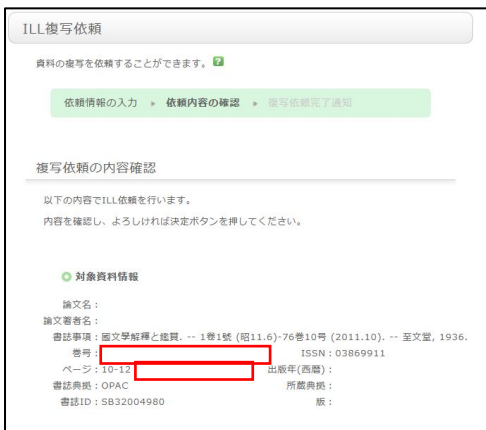 ILL複写依頼
資料の複写を依頼することができます。?
依頼情報の入力 ▶ 依頼内容の確認 ▶ 複写依頼完了通知
複写依頼の内容確認
以下の内容でILL依頼を行います。
内容を確認し、よろしければ決定ボタンを押してください。
対象資料情報
論文名:
論文著者名:
書誌事項:國文學解釋と鑑賞. -- 1巻1號 (昭11.6)-76巻10号 (2011.10). -- 至文堂, 1936.
巻号: ISSN:03869911
ページ:10-12 出版年(西暦):
書誌典拠:OPAC 所蔵典拠:
書誌ID:SB32004980 版: